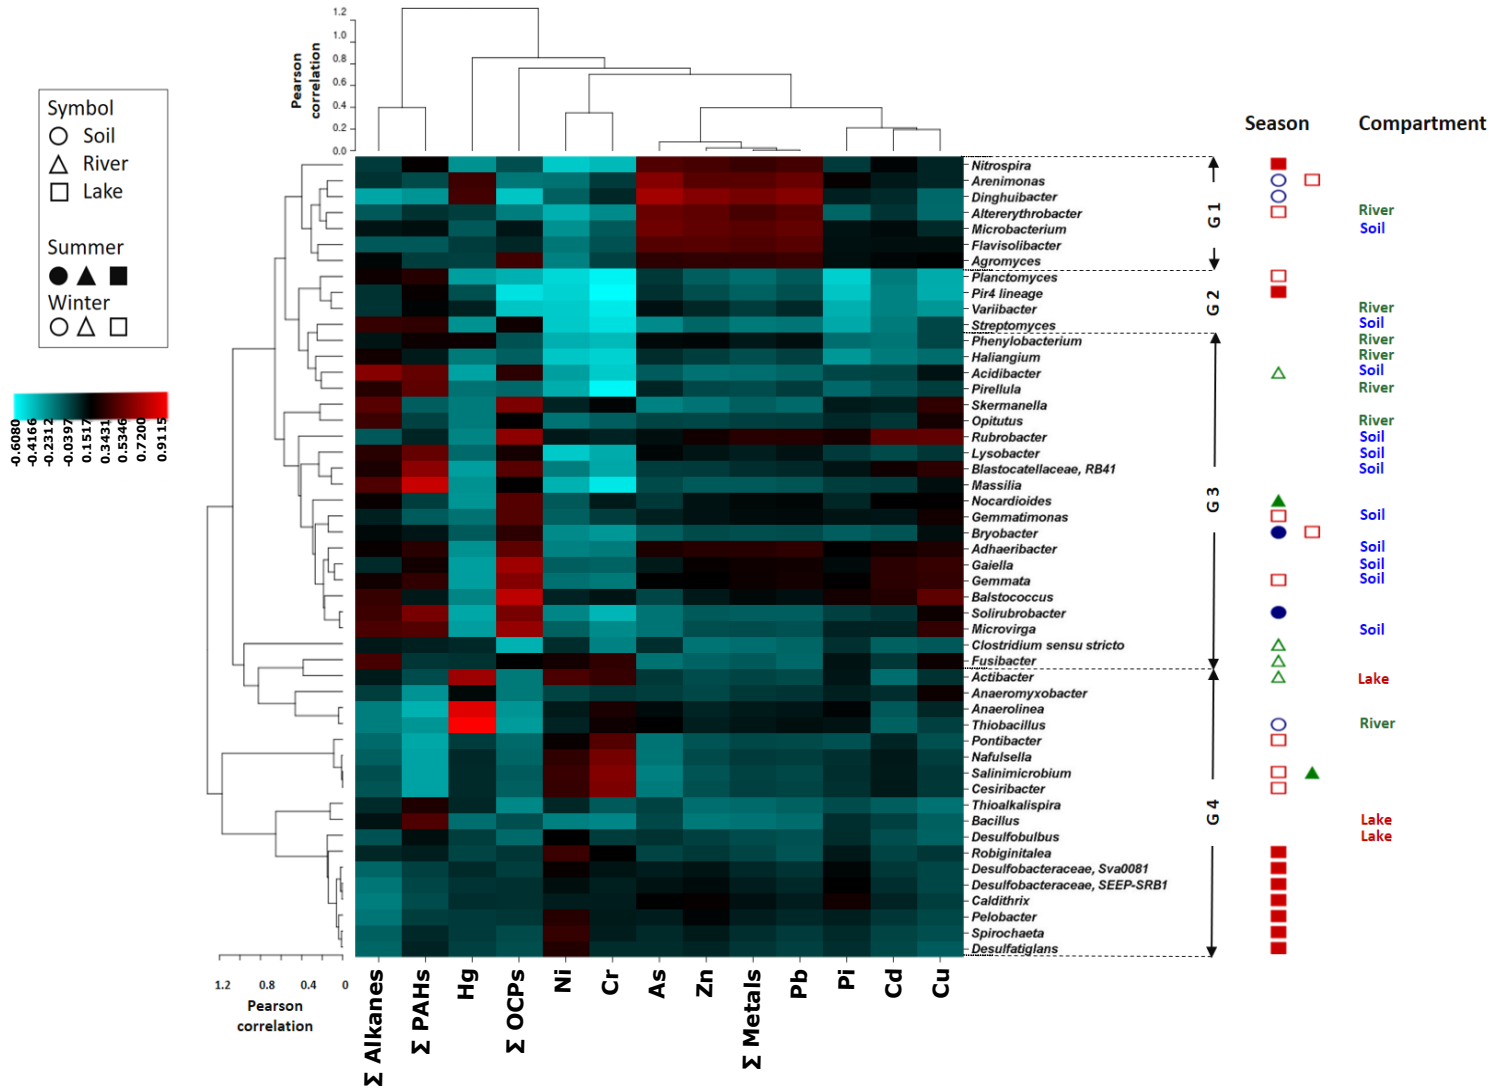 1.2
1.0
0.8
0.6
0.4
0.2
0.0
Pearson
correlation
Symbol
Soil
River
Lake
Summer
Winter
-0.6080
-0.4166
-0.2312
-0.0397
0.1517
0.3431
0.5346
0.7200
0.9115
Season
Compartment
Nitrospira
Arenimonas
Dinghuibacter
Altererythrobacter River
Microbacterium Soil
Flavisolibacter
Agromyces
Planctomyces
Pir4 lineage
Variibacter River
Streptomyces Soil
Phenylobacterium River
Haliangium River
Acidibacter Soil
Pirellula River
Skermanella
Opitutus River
Rubrobacter Soil
Lysobacter Soil
Blastocatellaceae, RB41 Soil
Massilia
Nocardioides
Gemmatimonas Soil
Bryobacter
Adhaeribacter Soil
Gaiella Soil
Gemmata Soil
Balstococcus
Solirubrobacter
Microvirga Soil
Clostridium sensu stricto
Fusibacter
Actibacter Lake
Anaeromyxobacter
Anaerolinea
Thiobacillus River
Pontibacter
Nafulsella
Salinimicrobium
Cesiribacter
Thioalkalispira
Bacillus Lake
Desulfobulbus Lake
Robiginitalea
Desulfobacteraceae, Sva0081
Desulfobacteraceae, SEEP-SRB1
Caldithrix
Pelobacter
Spirochaeta
Desulfatiglans
G 1
G 2
G 3
G 4
1.2 0.8 0.4 0
Pearson
correlation
Σ Alkanes
Σ PAHs
Hg
Σ OCPs
Ni
Cr
As
Zn
Σ Metals
Pb
Pi
Cd
Cu